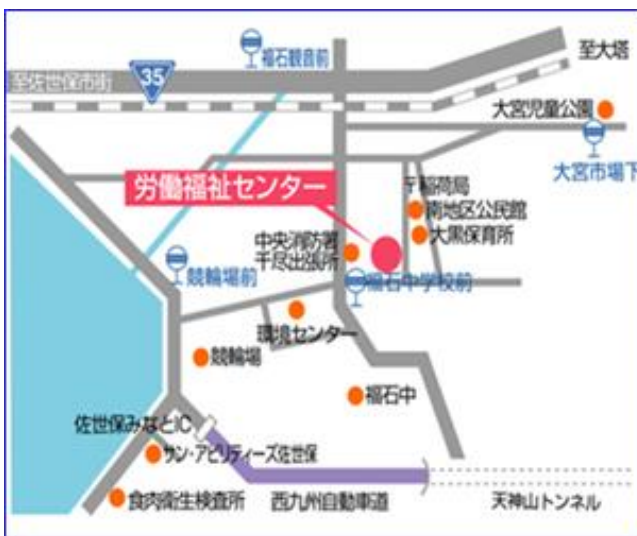 福石観音前
至大塔
至佐世保市街
35
大宮児童公園
大宮市場下
労働福祉センター
〒稲荷局
南地区公民館
大黒保育所
中央消防署
干尽出張所
競輪場前
福石中学校前
環境センター
競輪場
福石中
佐世保みなとIC
サン・アビリティーズ佐世保
食肉衛生検査所
西九州自動車道
天神山トンネル